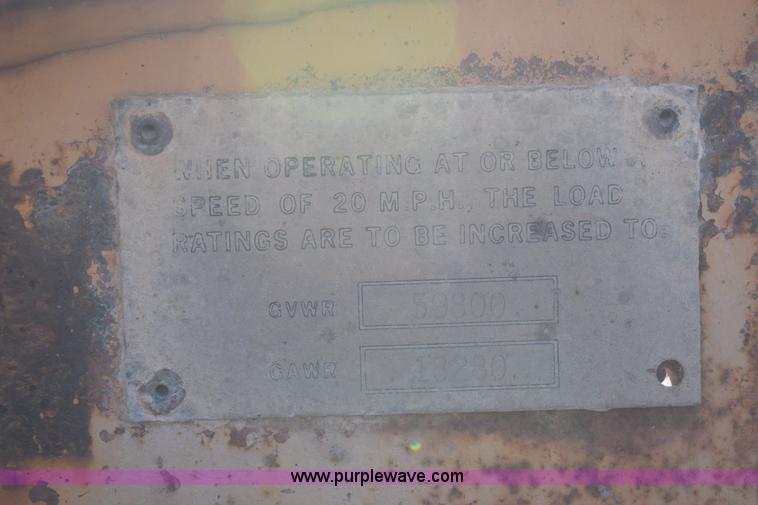 WHEN OPERATING AT OR BELOW A
SPEED OF 20 M.P.H., THE LOAD
RATINGS ARE TO BE INCREASED TO:
GVWR 59800
GAWR
www.purplewave.com